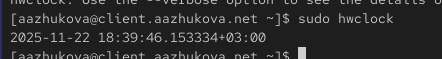 hwclock: Use the --verbose option to see the details o
[aazhukova@client.aazhukova.net ~]$ sudo hwclock
2025-11-22 18:39:46.153334+03:00
[aazhukova@client.aazhukova.net ~]$